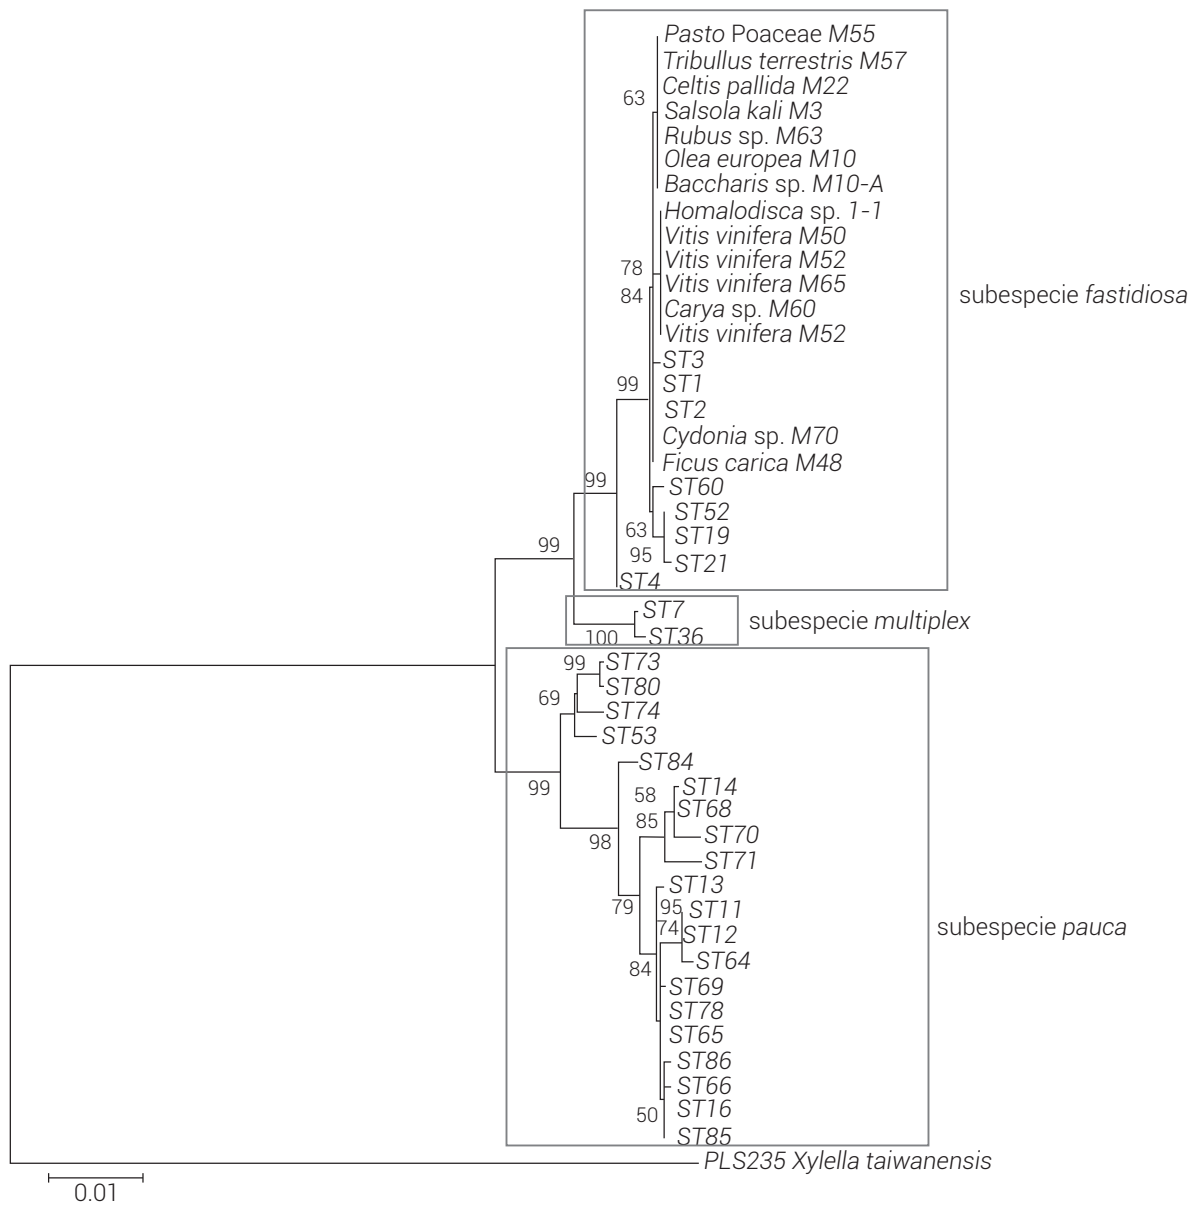 Pasto Poaceae M55
Tribullus terrestris M57
Celtis pallida M22
63
Salsola kali M3
Rubus sp. M63
Olea europea M10
Baccharis sp. M10-A
Homalodisca sp. 1-1
Vitis vinifera M50
78
Vitis vinifera M52
84
Vitis vinifera M65
subespecie fastidiosa
Carya sp. M60
Vitis vinifera M52
ST3
99
ST1
ST2
Cydonia sp. M70
Ficus carica M48
99
ST60
ST52
63
ST19
99
95
ST21
ST4
ST7
subespecie multiplex
100
ST36
99
ST73
ST80
69
ST74
ST53
ST84
99
ST14
58
ST68
85
ST70
98
ST71
ST13
79
95
ST11
74
ST12
subespecie pauca
84
ST64
ST69
ST78
ST65
ST86
ST66
50
ST16
ST85
PLS235 Xylella taiwanensis
0.01